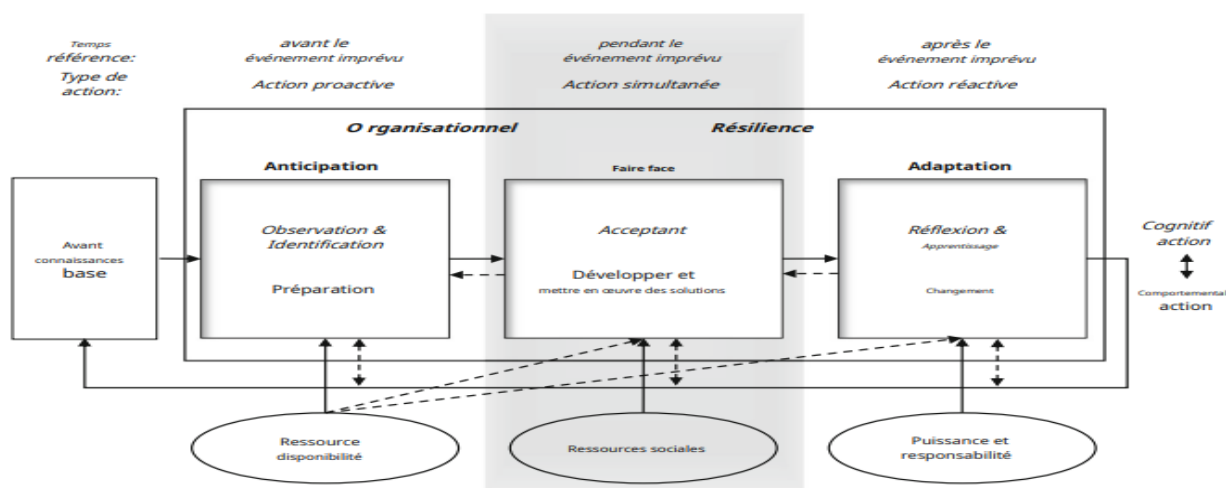 Temps
référence:
Type de
action:
avant le
événement imprévu
Action proactive
pendant le
événement imprévu
Action simultanée
après le
événement imprévu
Action réactive
O rganisationnel
Résilience
Anticipation
Faire face
Adaptation
Avant
connaissances
base
Observation &
Identification
Préparation
Acceptant
Développer et
mettre en œuvre des solutions
Réflexion &
Apprentissage
Changement
Cognitif
action
Comportemental
action
Ressource
disponibilité
Ressources sociales
Puissance et
responsabilité